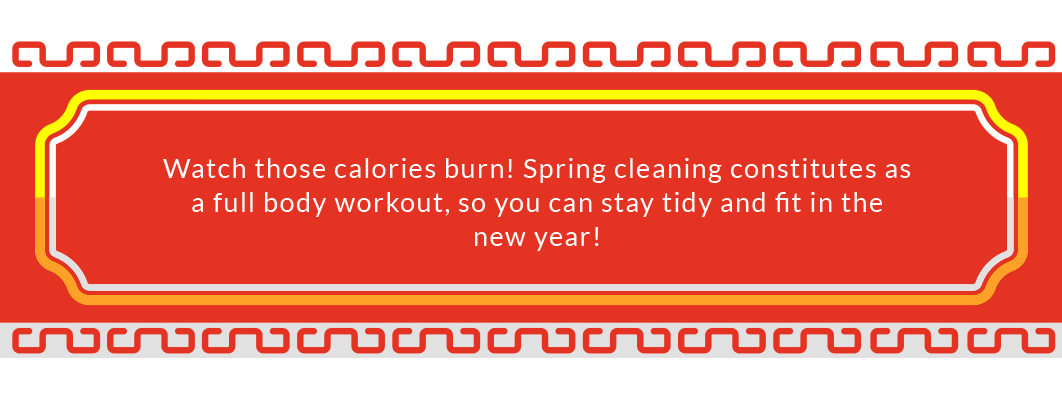 Watch those calories burn! Spring cleaning constitutes as
a full body workout, so you can stay tidy and fit in the
new year!